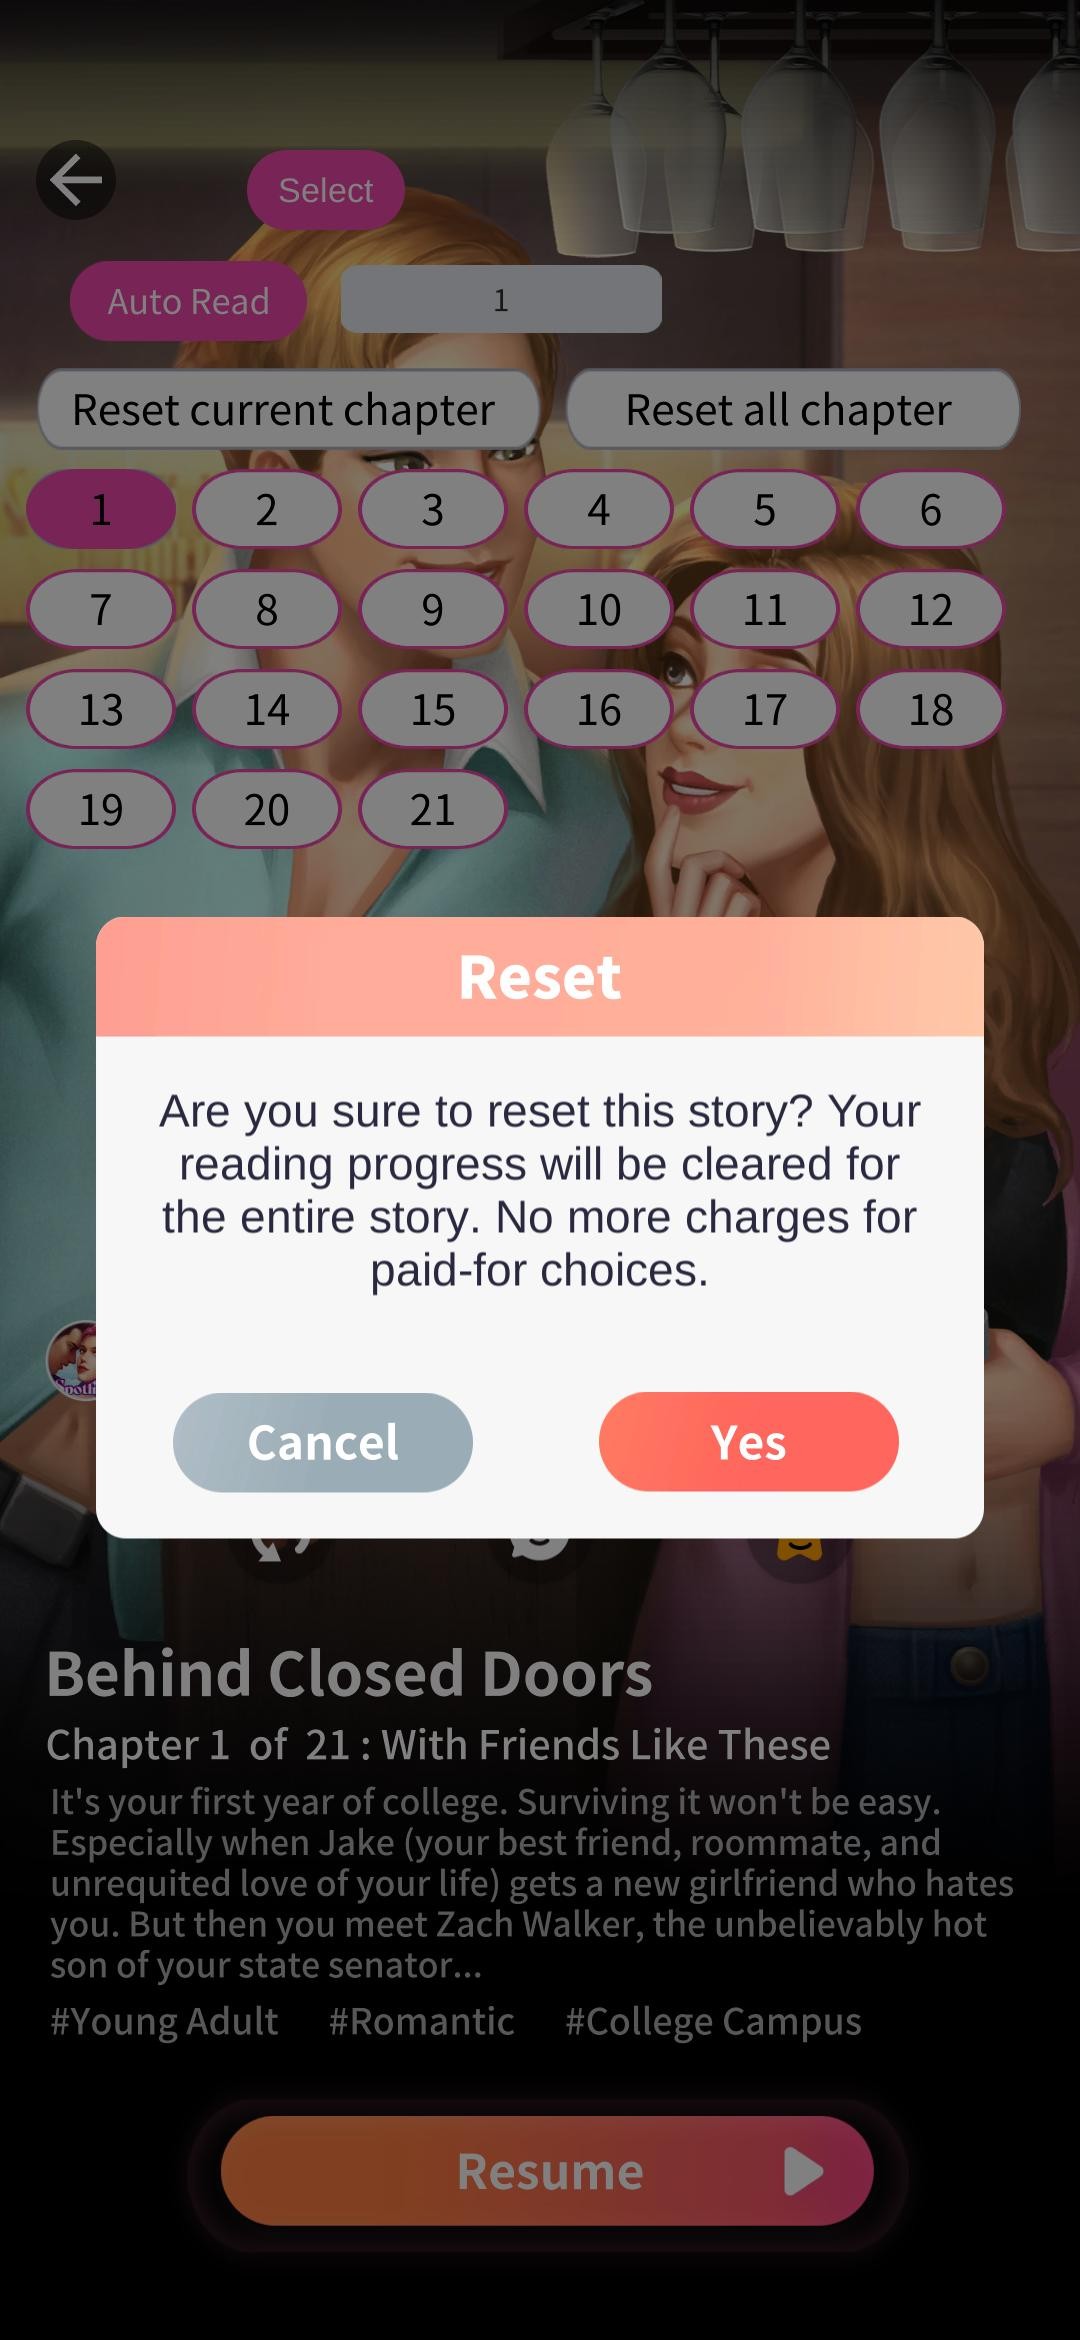 Select
Auto Read
1
Reset current chapter
Reset all chapter
1 2 3 4 5 6
7 8 9 10 11 12
13 14 15 16 17 18
19 20 21
Reset
Are you sure to reset this story? Your
reading progress will be cleared for
the entire story. No more charges for
paid-for choices.
Cancel
Yes
Behind Closed Doors
Chapter 1 of 21 : With Friends Like These
It's your first year of college. Surviving it won't be easy.
Especially when Jake (your best friend, roommate, and
unrequited love of your life) gets a new girlfriend who hates
you. But then you meet Zach Walker, the unbelievably hot
son of your state senator...
#Young Adult #Romantic #College Campus
Resume